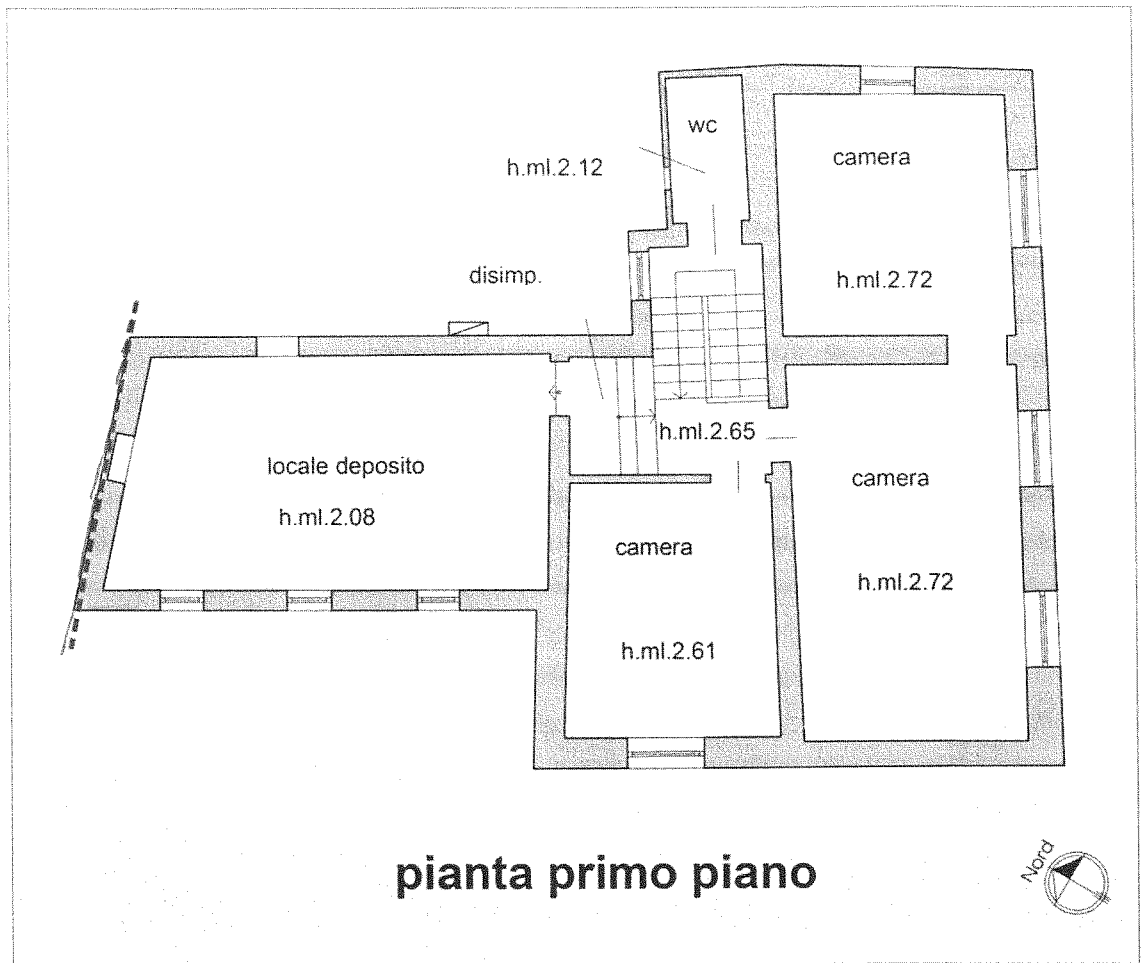 wc
camera
h.ml.2.12
disimp.
h.ml.2.72
h.ml.2.65
locale deposito
camera
h.ml.2.08
camera
h.ml.2.72
h.ml.2.61
pianta primo piano
Nord